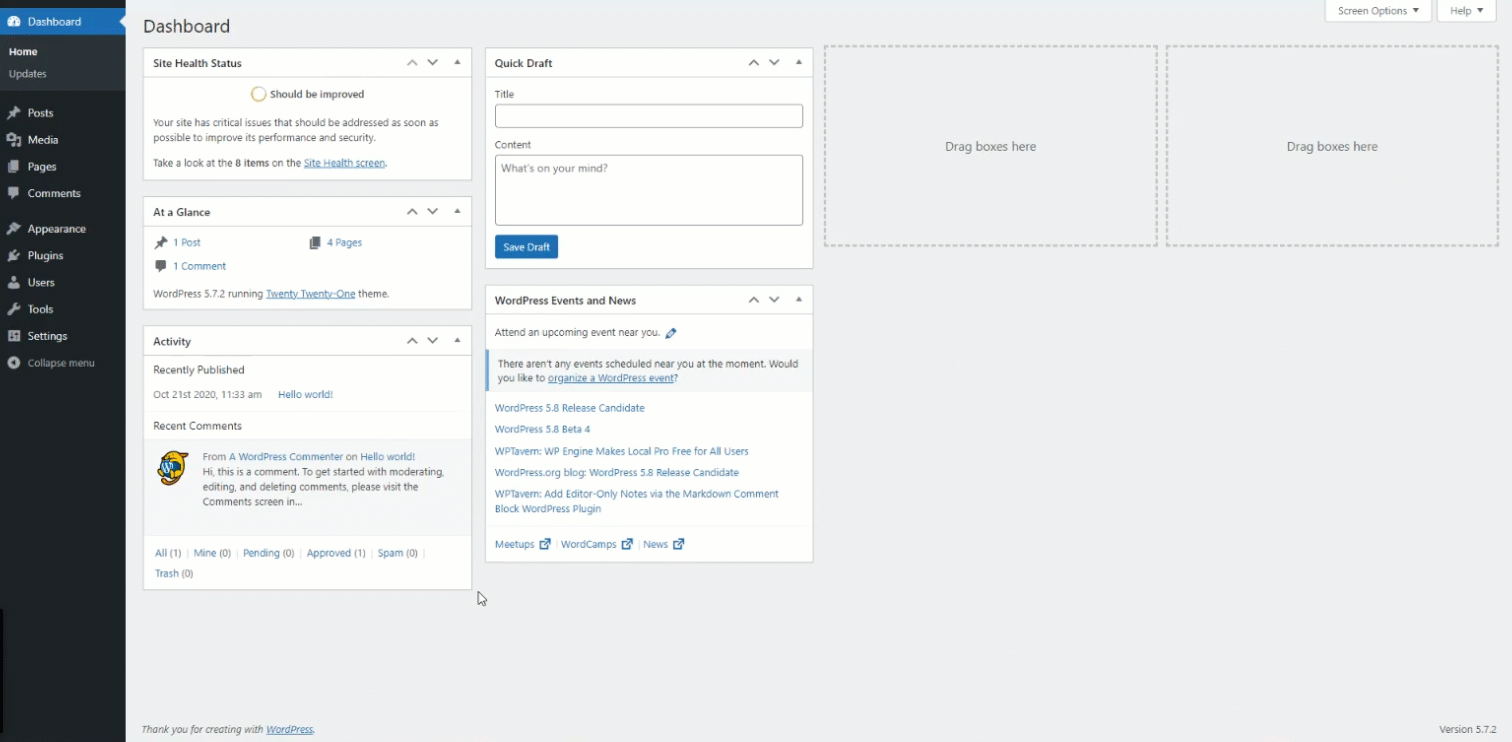 Screen Options
Help
Dashboard
Home
Updates
Posts
Media
Pages
Comments
Appearance
Plugins
Users
Tools
Settings
Collapse menu
Dashboard
Site Health Status
Should be improved
Your site has critical issues that should be addressed as soon as
possible to improve its performance and security.
Take a look at the 8 items on the Site Health screen.
At a Glance
1 Post
4 Pages
1 Comment
WordPress 5.7.2 running Twenty Twenty-One theme.
Activity
Recently Published
Oct 21st 2020, 11:33 am Hello world!
Recent Comments
From A WordPress Commenter on Hello world!
Hi, this is a comment. To get started with moderating,
editing, and deleting comments, please visit the
Comments screen in...
All (1) | Mine (0) | Pending (0) | Approved (1) | Spam (0) |
Trash (0)
Quick Draft
Title
Content
What's on your mind?
Save Draft
WordPress Events and News
Attend an upcoming event near you.
There aren't any events scheduled near you at the moment. Would
you like to organize a WordPress event?
WordPress 5.8 Release Candidate
WordPress 5.8 Beta 4
WPTavern: WP Engine Makes Local Pro Free for All Users
WordPress.org blog: WordPress 5.8 Release Candidate
WPTavern: Add Editor-Only Notes via the Markdown Comment
Block WordPress Plugin
Meetups | WordCamps | News
Drag boxes here
Drag boxes here
Thank you for creating with WordPress.
Version 5.7.2